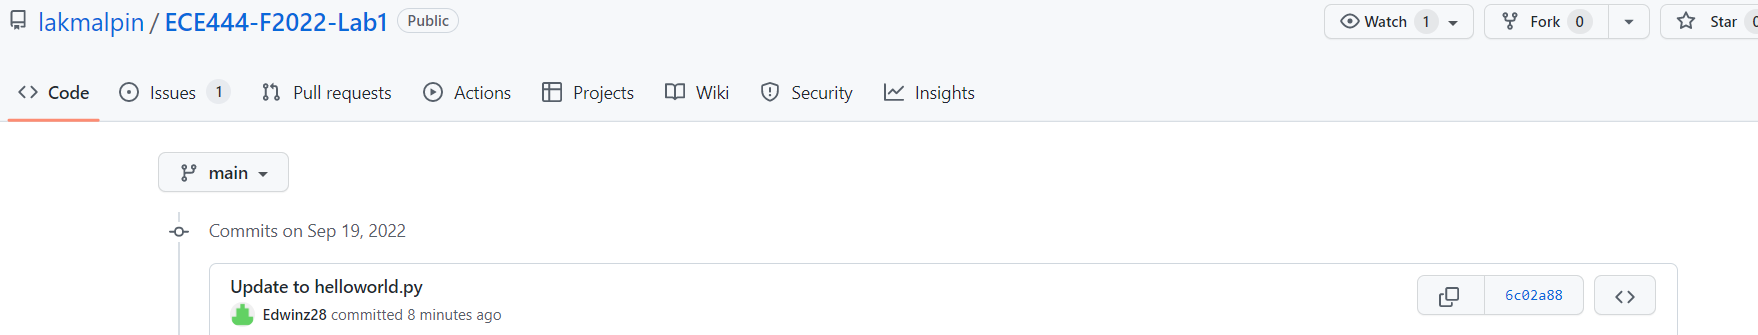 lakmalpin / ECE444-F2022-Lab1 Public Watch 1 Fork 0 Star
Code Issues 1 Pull requests Actions Projects Wiki Security Insights
main
Commits on Sep 19, 2022
Update to helloworld.py
6c02a88
Edwinz28 committed 8 minutes ago